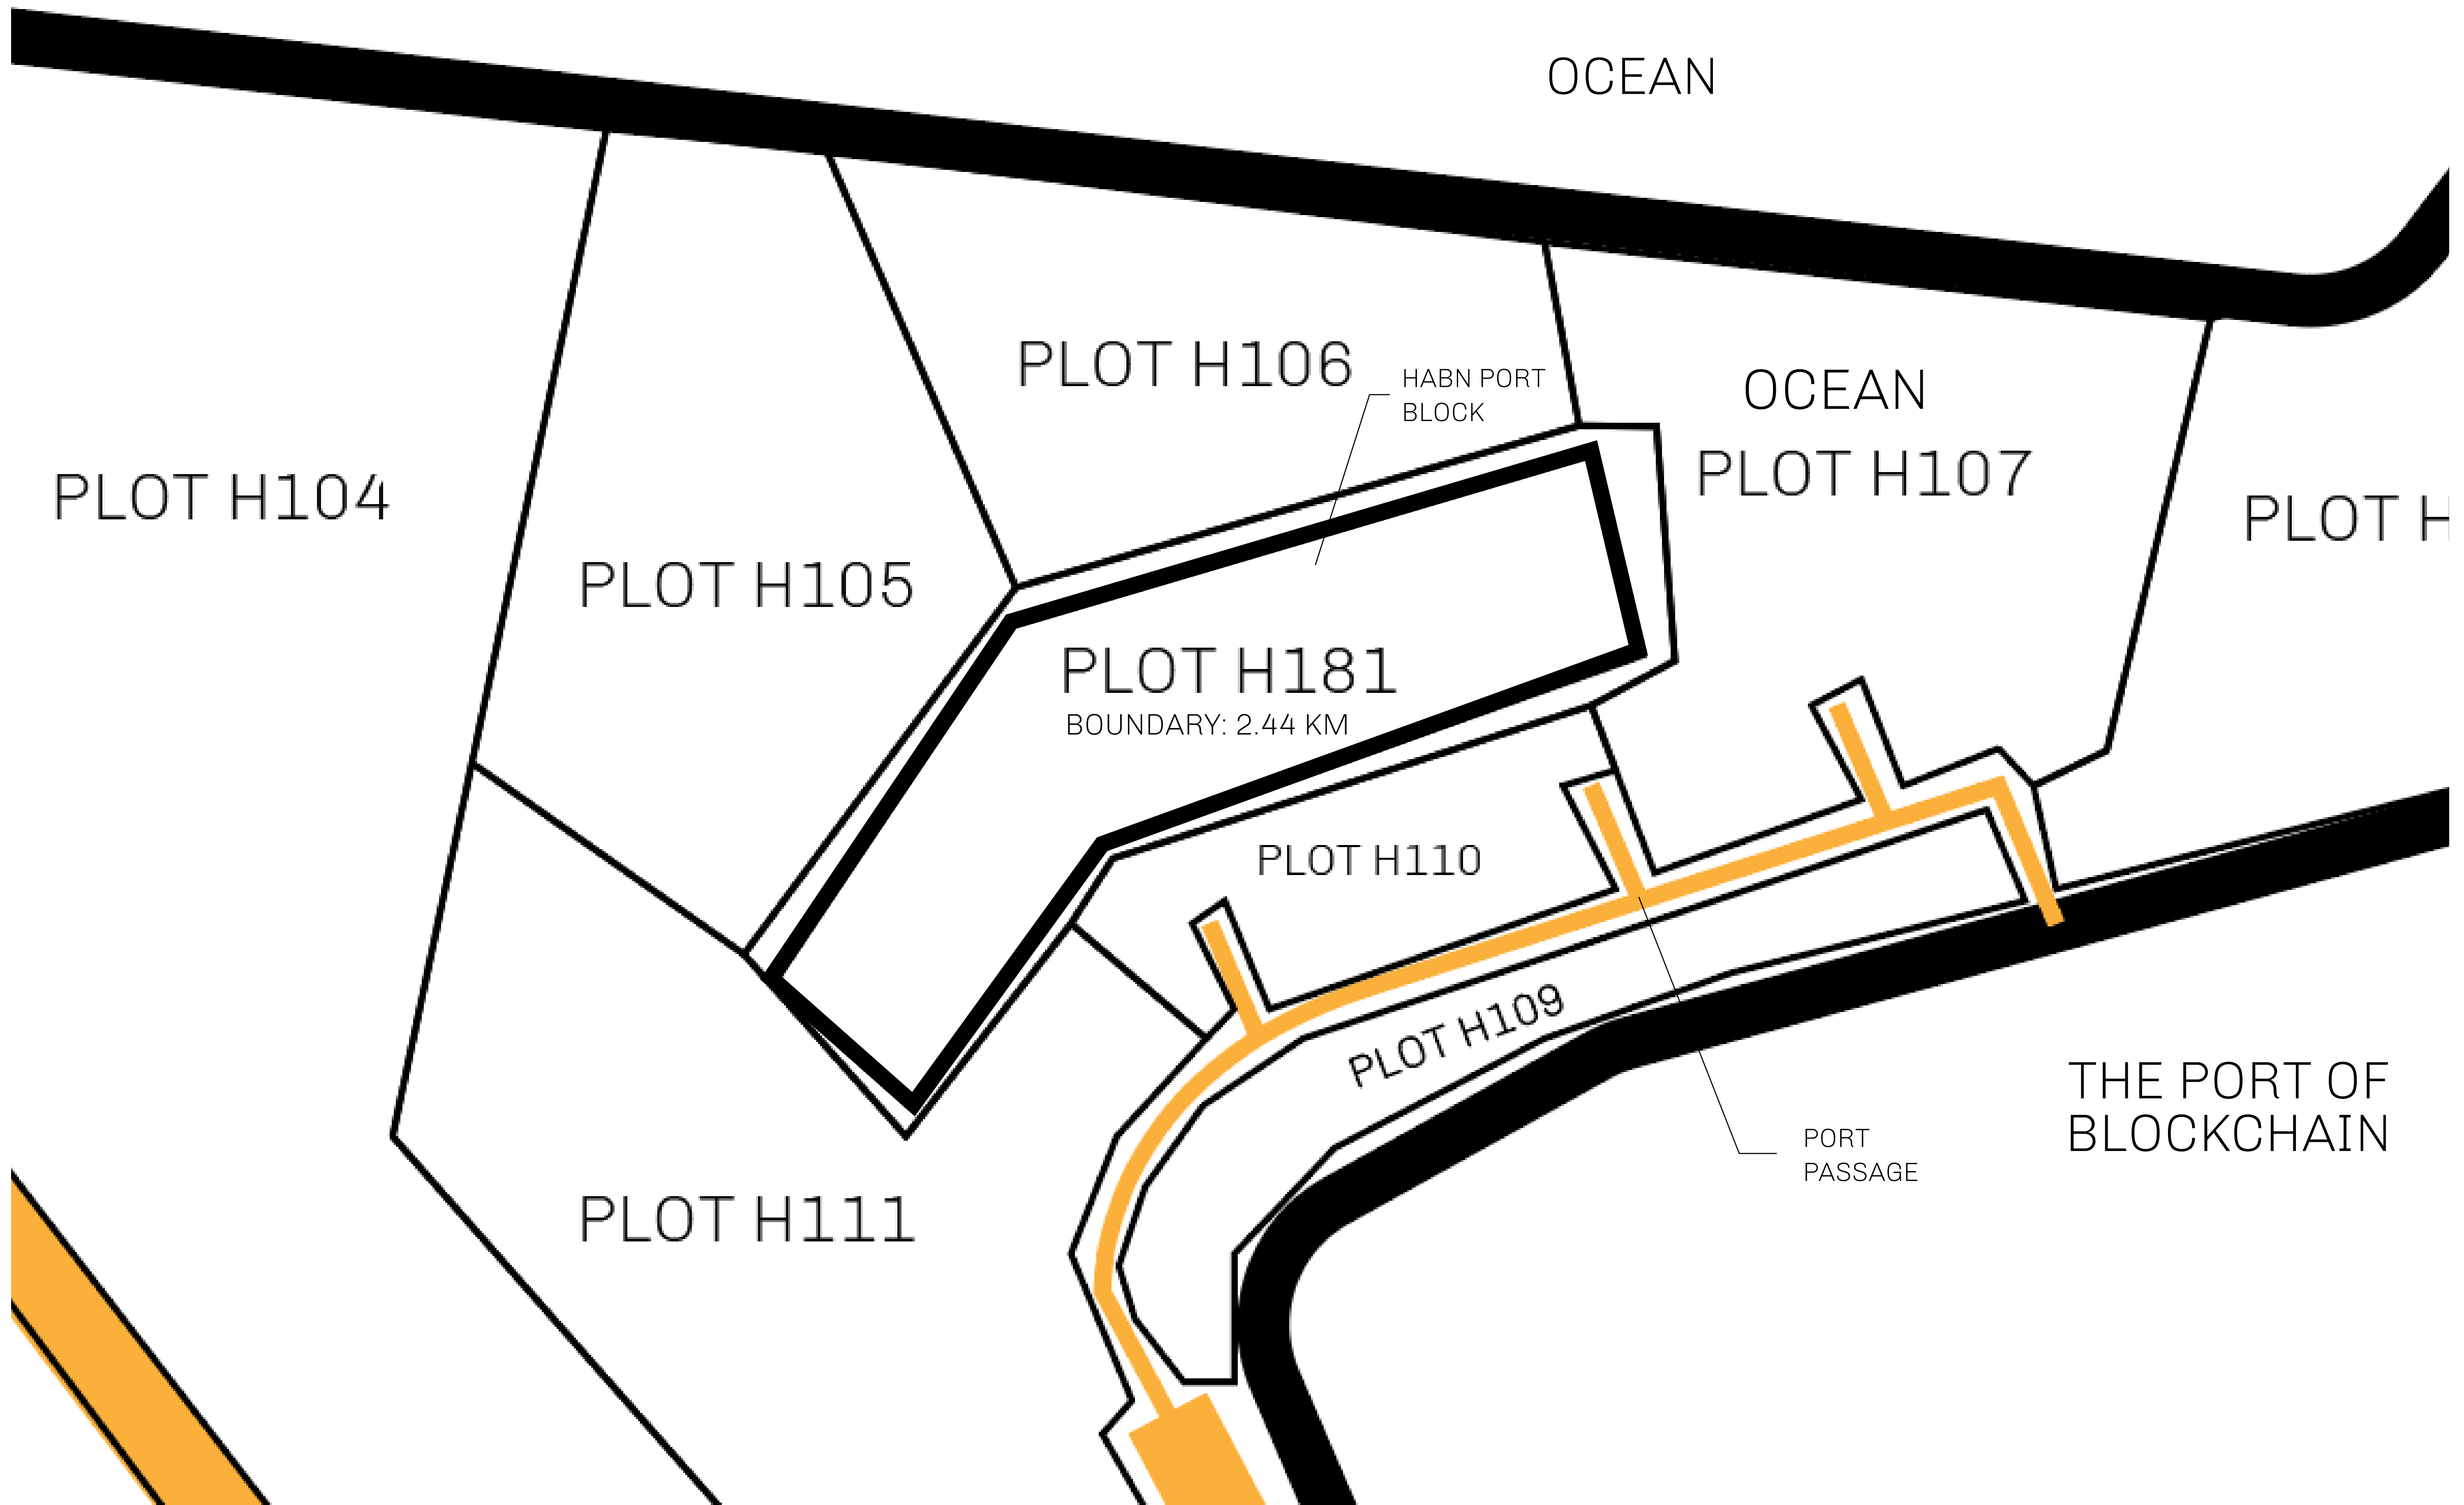 OCEAN
PLOT H106
HABN PORT
BLOCK
OCEAN
PLOT H107
PLOT H104
PLOT H
PLOT H105
PLOT H181
BOUNDARY: 2.44 KM
PLOT H110
PLOT H109
THE PORT OF
BLOCKCHAIN
PORT
PASSAGE
PLOT H111